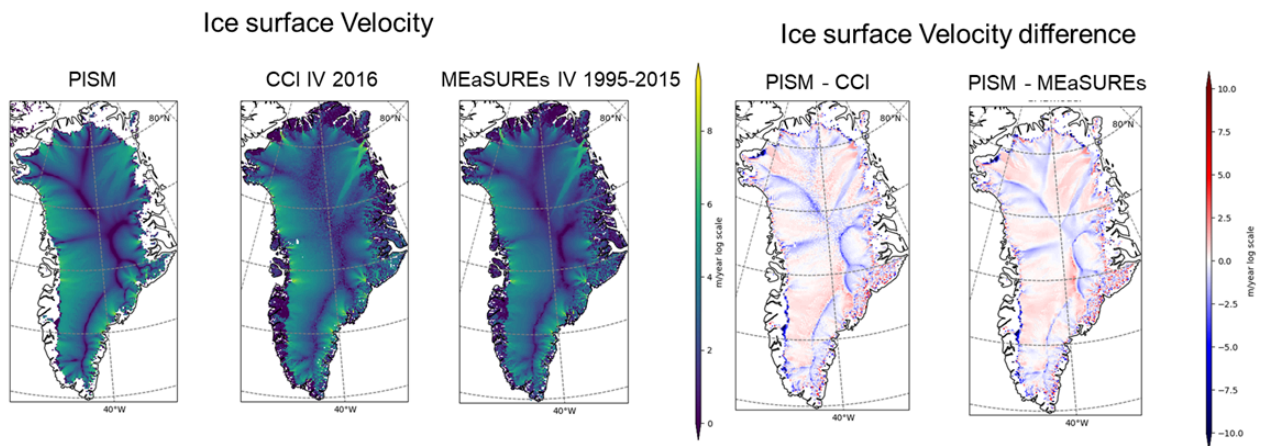 Ice surface Velocity
Ice surface Velocity difference
PISM
CCI IV 2016
MEaSUREs IV 1995-2015
PISM - CCI
PISM - MEaSUREs
80°N
80°N
80°N
80°N
80°N
40°W
40°W
40°W
40°W
40°W
8
6
4
2
0
m/year log scale
10.0
7.5
5.0
2.5
0.0
−2.5
−5.0
−7.5
−10.0
m/year log scale